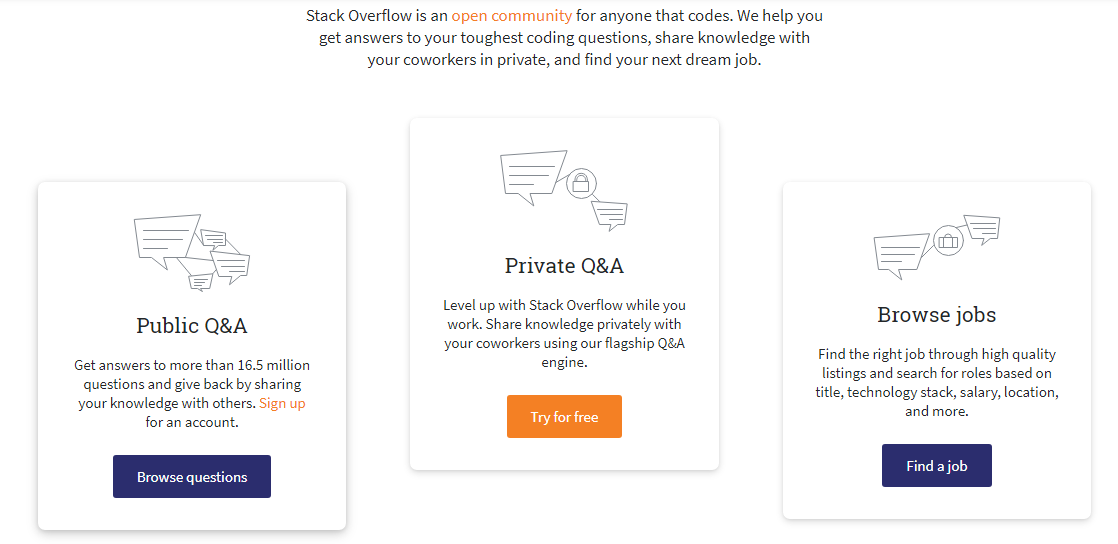 Stack Overflow is an open community for anyone that codes. We help you
get answers to your toughest coding questions, share knowledge with
your coworkers in private, and find your next dream job.
Public Q&A
Get answers to more than 16.5 million
questions and give back by sharing
your knowledge with others. Sign up
for an account.
Browse questions
Private Q&A
Level up with Stack Overflow while you
work. Share knowledge privately with
your coworkers using our flagship Q&A
engine.
Try for free
Browse jobs
Find the right job through high quality
listings and search for roles based on
title, technology stack, salary, location,
and more.
Find a job